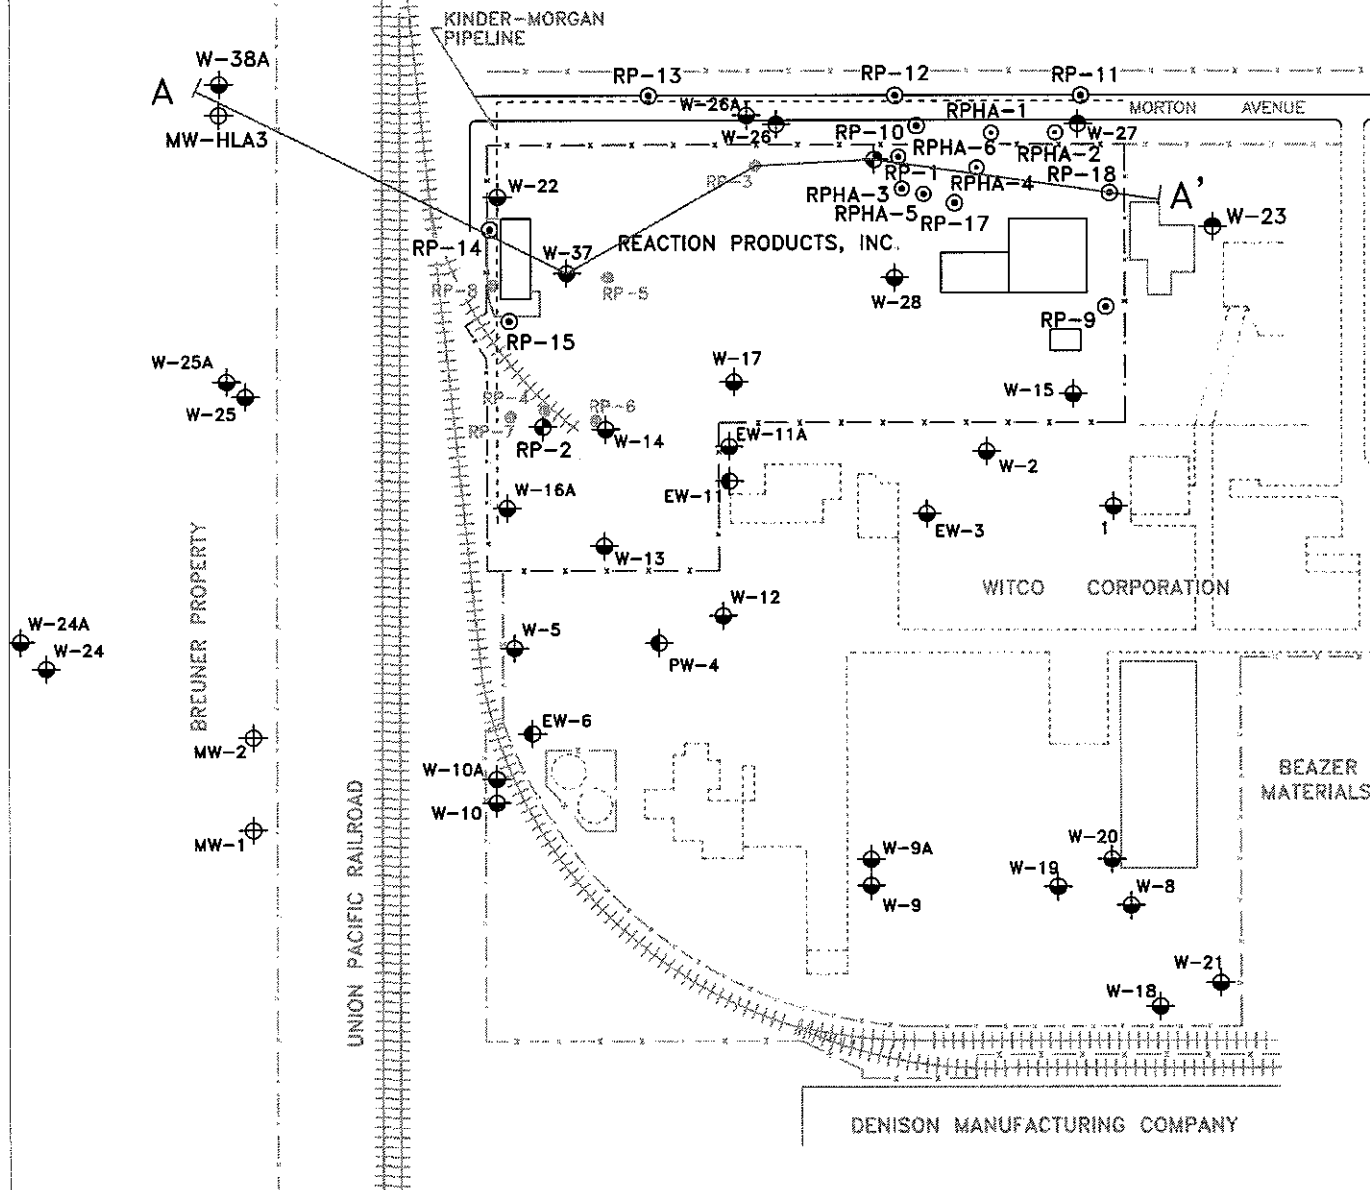 KINDER-MORGAN
PIPELINE
W-38A
A
MW-HLA3
RP-13
RP-12
RP-11
W-26A
W-26
MORTON AVENUE
RPHA-1
RP-10
W-27
RPHA-6
RPHA-2
RP-3
RP-1
RPHA-4
RP-18
W-22
RPHA-3
A'
RPHA-5
RP-17
W-23
RP-14
W-37
REACTION PRODUCTS, INC.
RP-8
RP-5
W-28
RP-9
RP-15
W-25A
W-25
W-17
W-15
RP-4
RP-6
RP-7
RP-2
W-14
EW-11A
W-2
EW-11
W-16A
EW-3
1
W-13
WITCO CORPORATION
BREUNER PROPERTY
W-24A
W-24
W-12
W-5
PW-4
EW-6
MW-2
W-10A
W-10
BEAZER
MATERIALS
UNION PACIFIC RAILROAD
MW-1
W-9A
W-9
W-20
W-19
W-8
W-21
W-18
DENISON MANUFACTURING COMPANY